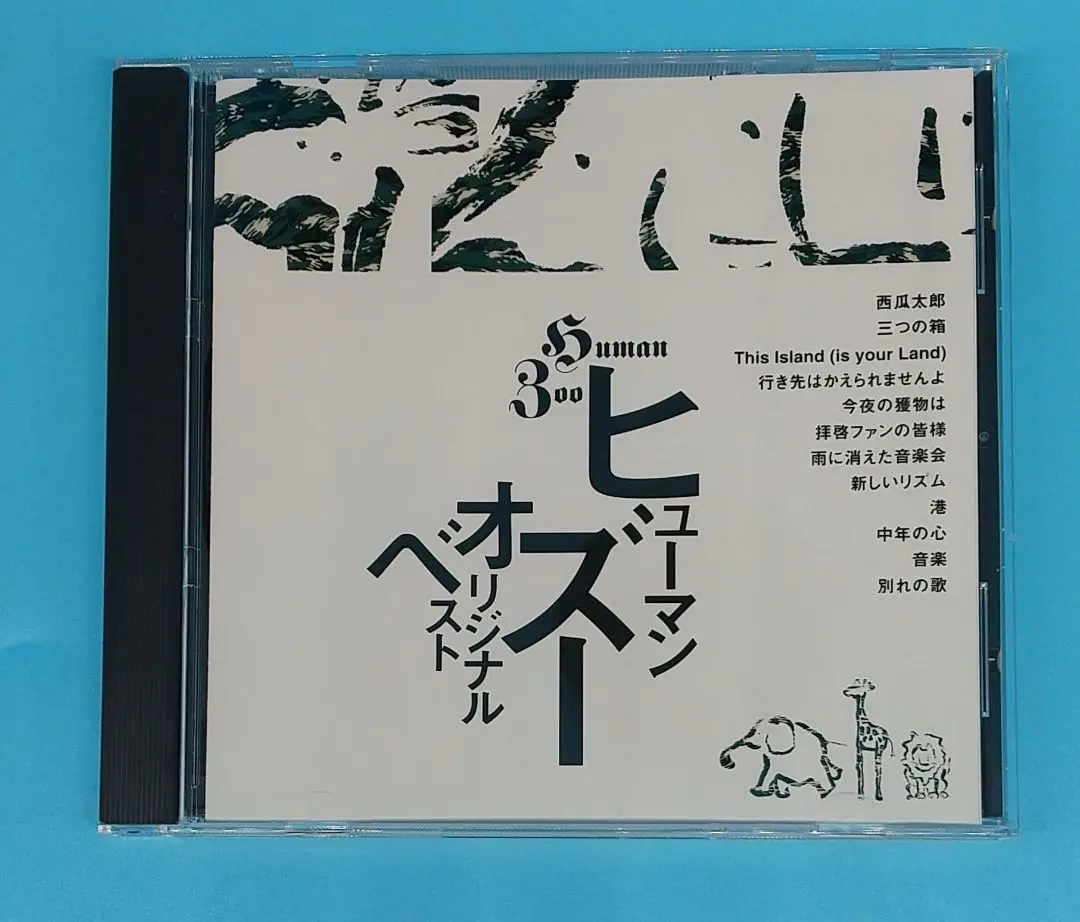 Human
Zoo
ヒューマン
ズー
オリジナル
ベスト
西瓜太郎
三つの箱
This Island (is your Land)
行き先はかえられませんよ
今夜の獲物は
拝啓ファンの皆様
雨に消えた音楽会
新しいリズム
港
中年の心
音楽
別れの歌